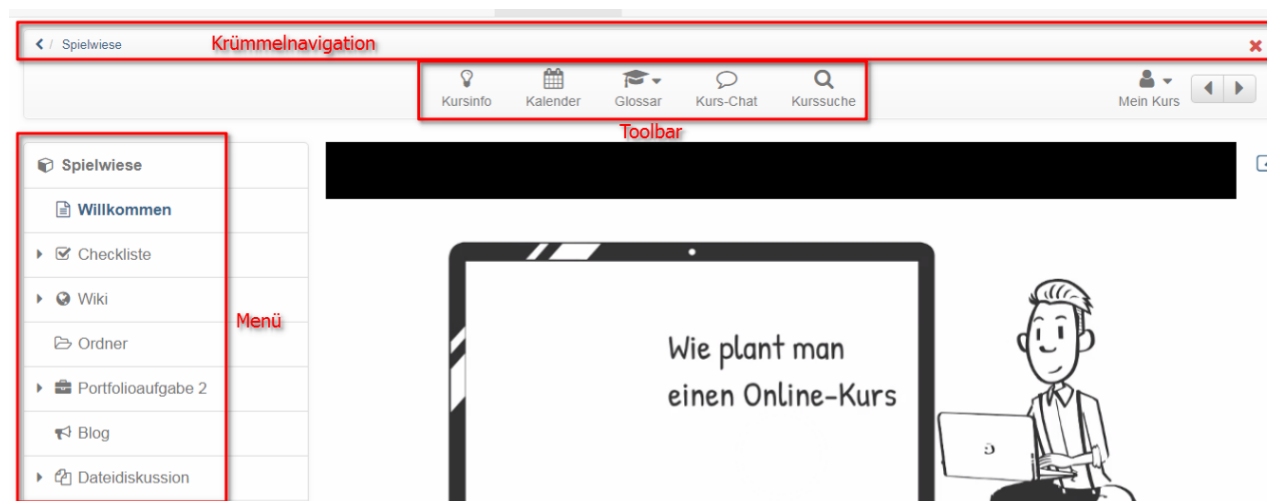 / Spielwiese
Krümmelnavigation
Kursinfo Kalender Glossar Kurs-Chat Kurssuche
Mein Kurs
Toolbar
Spielwiese
Willkommen
Checkliste
Wiki
Menü
Ordner
Portfolioaufgabe 2
Blog
Dateidiskussion
Wie plant man
einen Online-Kurs